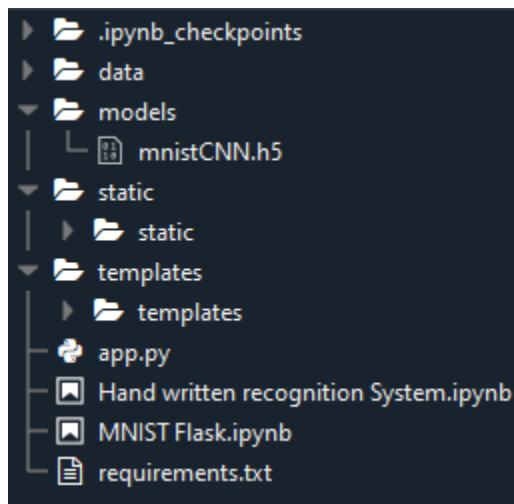 .ipynb_checkpoints
data
models
mnistCNN.h5
static
static
templates
templates
app.py
Hand written recognition System.ipynb
MNIST Flask.ipynb
requirements.txt